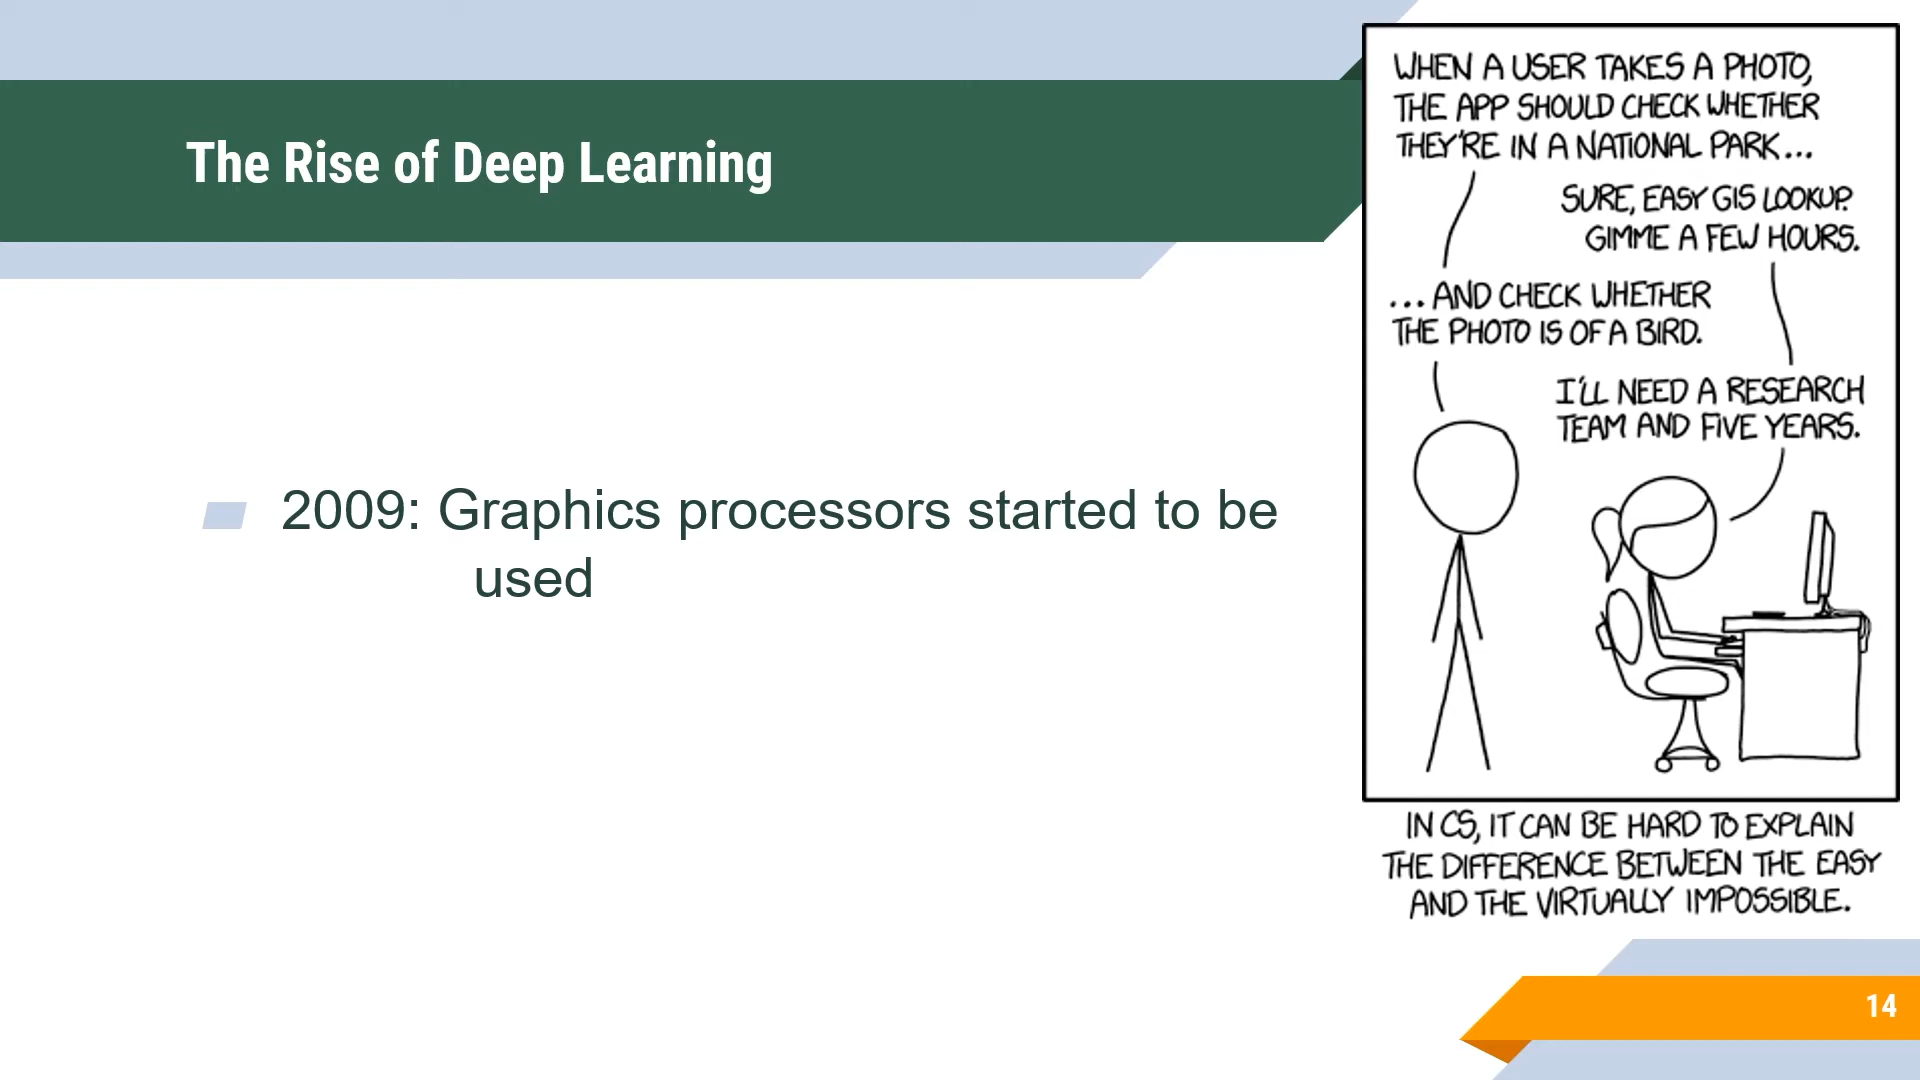 The Rise of Deep Learning
2009: Graphics processors started to be
used
WHEN A USER TAKES A PHOTO,
THE APP SHOULD CHECK WHETHER
THEY'RE IN A NATIONAL PARK...
SURE, EASY GIS LOOKUP.
GIMME A FEW HOURS.
...AND CHECK WHETHER
THE PHOTO IS OF A BIRD.
I'LL NEED A RESEARCH
TEAM AND FIVE YEARS.
IN CS, IT CAN BE HARD TO EXPLAIN
THE DIFFERENCE BETWEEN THE EASY
AND THE VIRTUALLY IMPOSSIBLE.
14